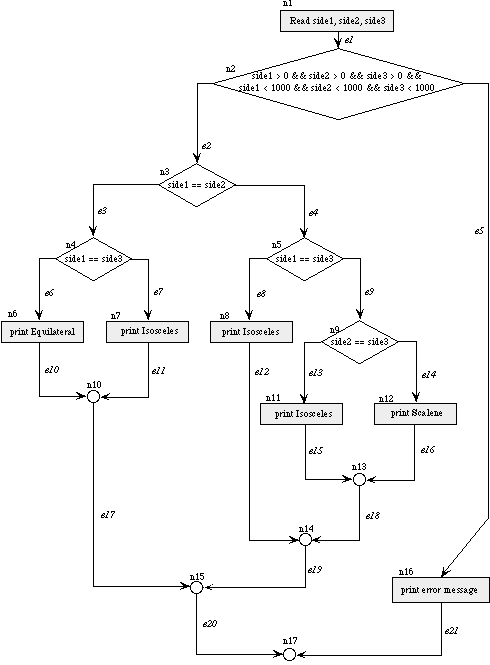 n1
Read side1, side2, side3
e1
n2
side1 > 0 && side2 > 0 && side3 > 0 &&
side1 < 1000 && side2 < 1000 && side3 < 1000
e2
n3
side1 == side2
e3
e4
e5
n4
side1 == side3
n5
side1 == side3
e6
e7
e8
e9
n6
print Equilateral
n7
print Isosceles
n8
print Isosceles
n9
side2 == side3
e10
e11
e12
e13
e14
n10
n11
print Isosceles
n12
print Scalene
e15
e16
n13
e17
e18
n14
e19
n15
n16
print error message
e20
e21
n17